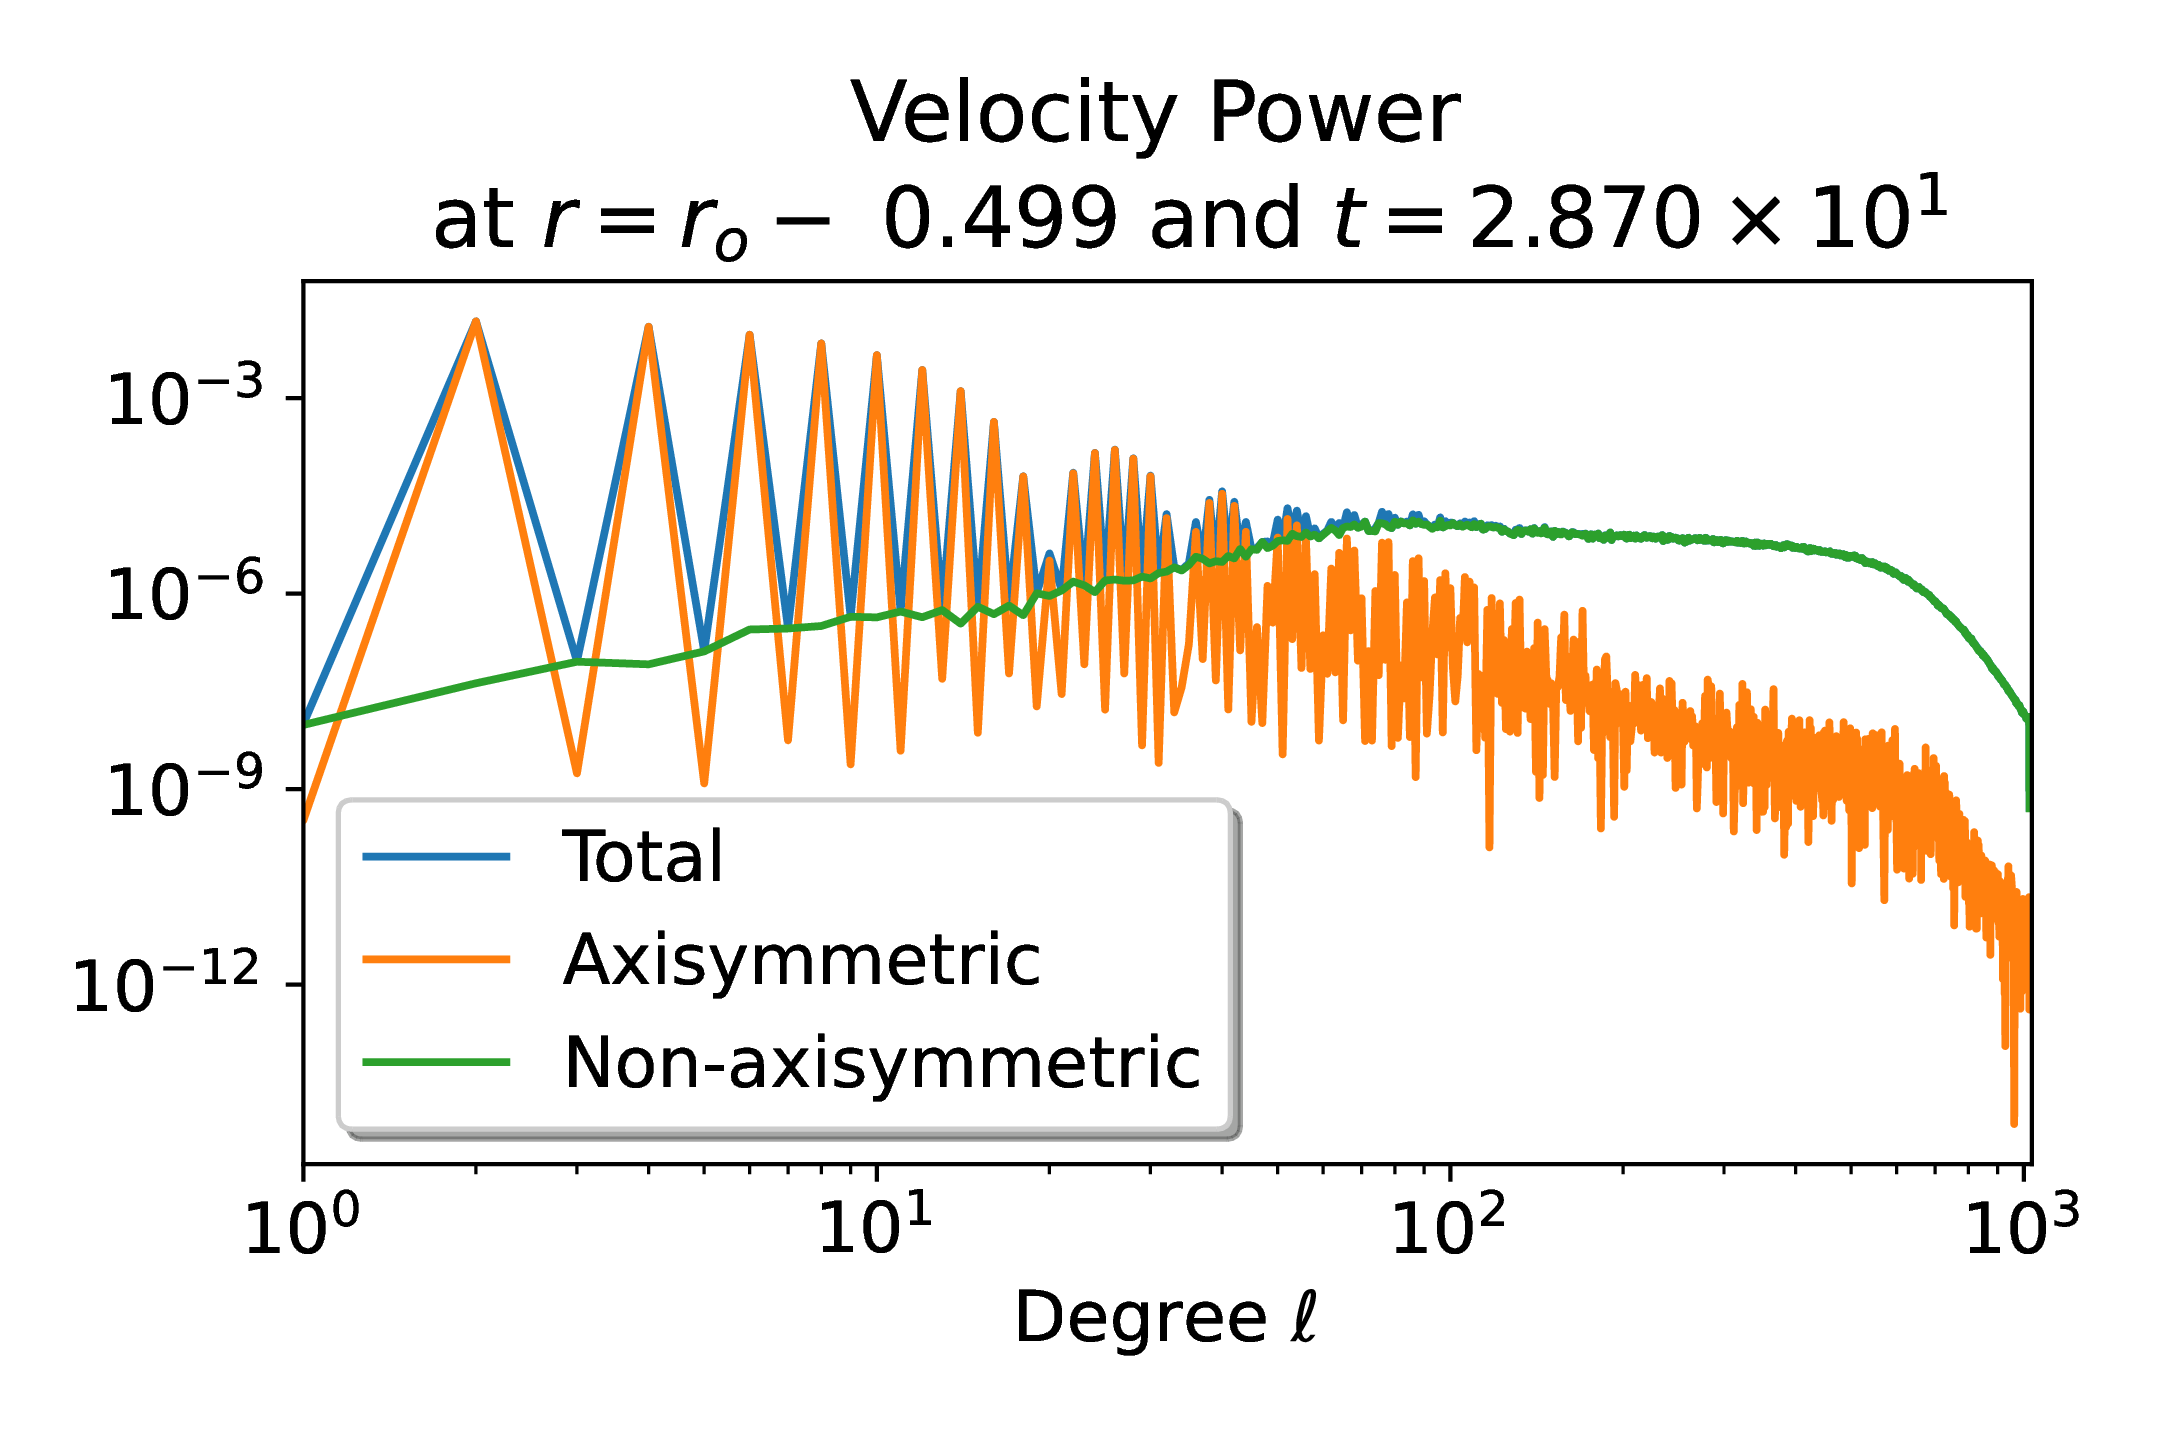 Velocity Power
at r = r_o − 0.499 and t = 2.870 × 10^1
10^−3
10^−6
10^−9
10^−12
Total
Axisymmetric
Non-axisymmetric
10^0 10^1 10^2 10^3
Degree ℓ